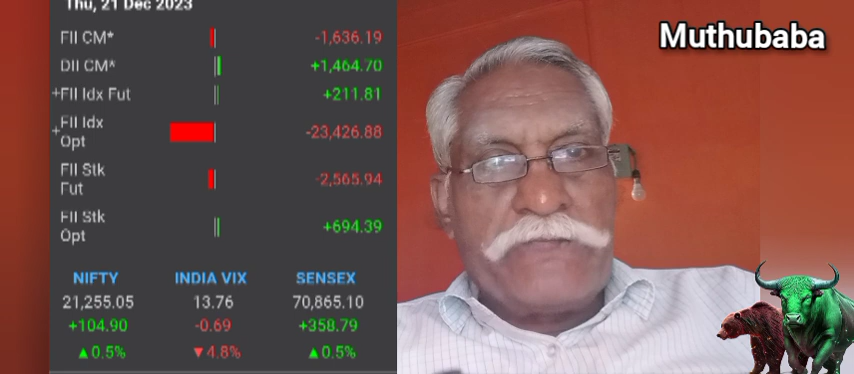 Thu, 21 Dec 2023
FII CM* -1,636.19
DII CM* +1,464.70
+FII Idx Fut +211.81
+FII Idx
Opt -23,426.88
FII Stk
Fut -2,565.94
FII Stk
Opt +694.39
NIFTY INDIA VIX SENSEX
21,255.05 13.76 70,865.10
+104.90 -0.69 +358.79
▲0.5% ▼4.8% ▲0.5%
Muthubaba